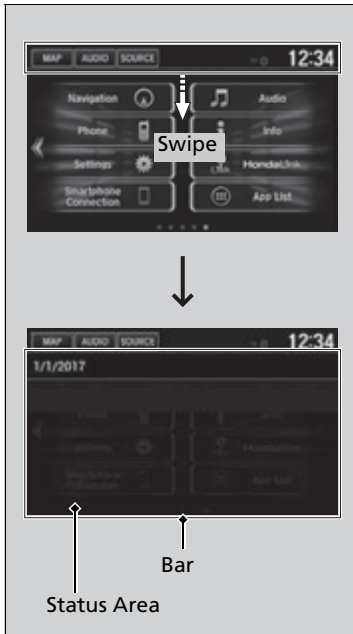 MAP AUDIO SOURCE 12:34
Navigation Audio
Phone Info
Swipe
Settings HondaLink
Smartphone Connection App List
MAP AUDIO SOURCE 12:34
1/1/2017
Bar
Status Area